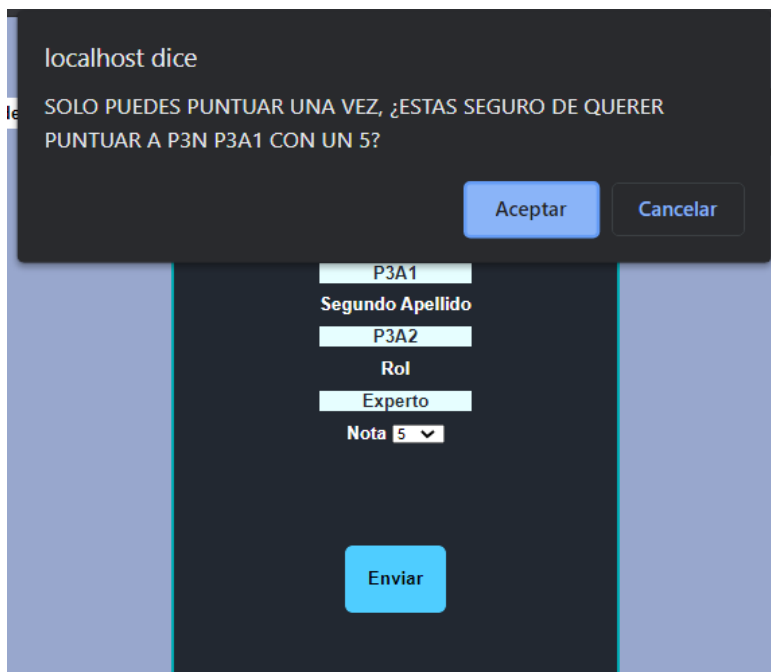 localhost dice
SOLO PUEDES PUNTUAR UNA VEZ, ¿ESTAS SEGURO DE QUERER
PUNTUAR A P3N P3A1 CON UN 5?
Aceptar Cancelar
P3A1
Segundo Apellido
P3A2
Rol
Experto
Nota 5
Enviar